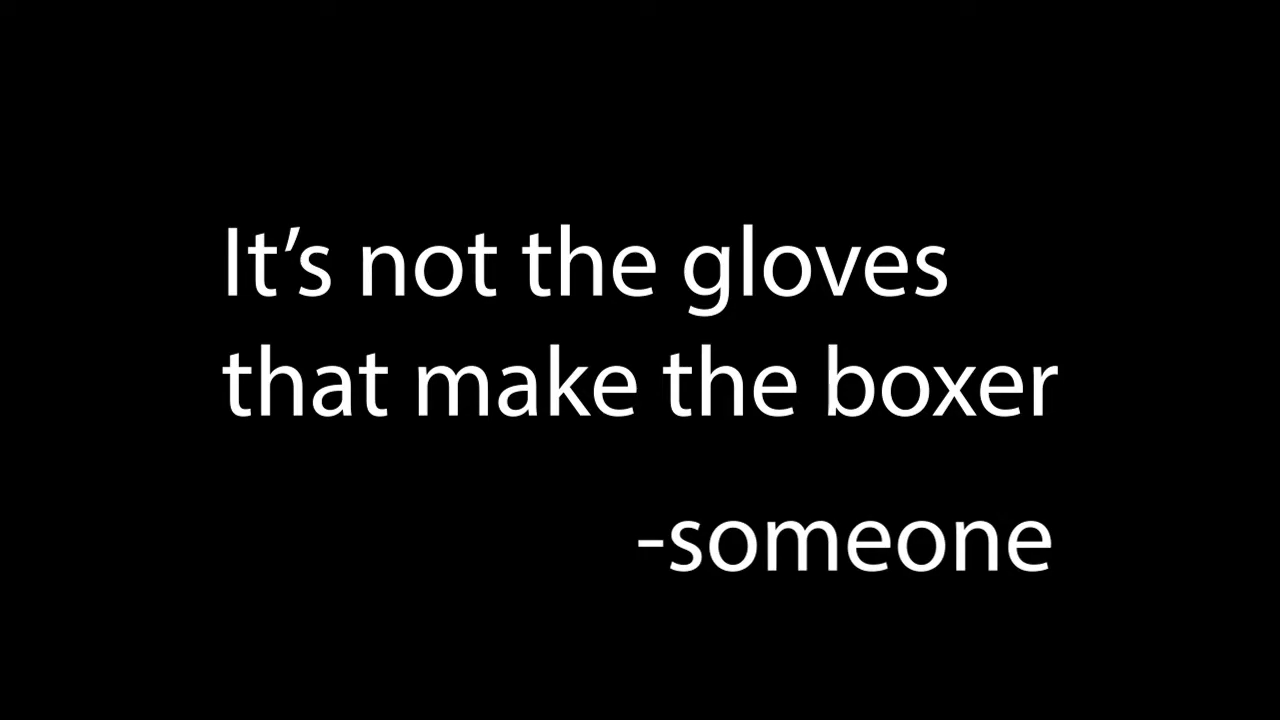 It’s not the gloves
that make the boxer
-someone